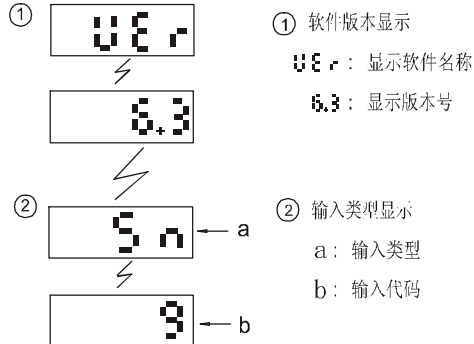 ① UEr
6.3
② Sn a
9 b
① 软件版本显示
UEr： 显示软件名称
6.3： 显示版本号
② 输入类型显示
a： 输入类型
b： 输入代码